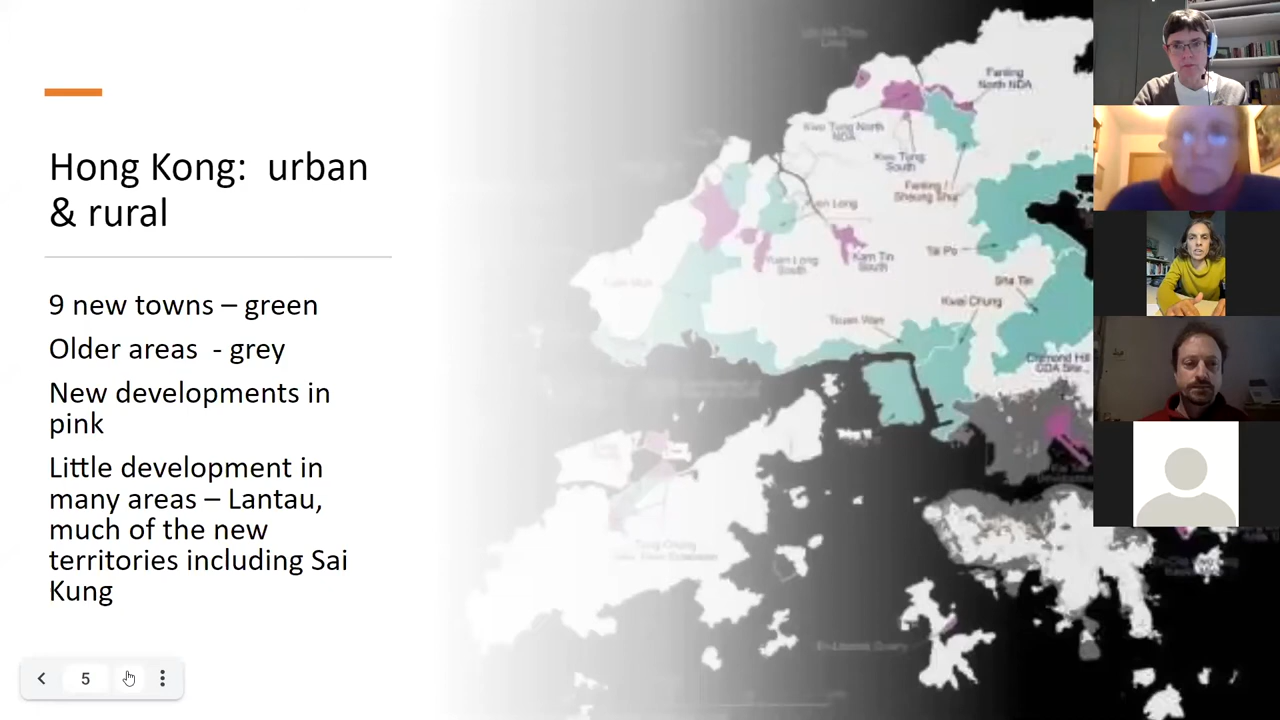 Hong Kong:  urban
& rural
9 new towns – green
Older areas  - grey
New developments in
pink
Little development in
many areas – Lantau,
much of the new
territories including Sai
Kung
5
Fanling
North NDA
Kwu Tung North
NDA
Kwu Tung
South
Fanling /
Sheung Shui
Yuen Long
Yuen Long
South
Kam Tin
South
Tai Po
Sha Tin
Kwai Chung
Tsuen Wan
Diamond Hill
CDA Site